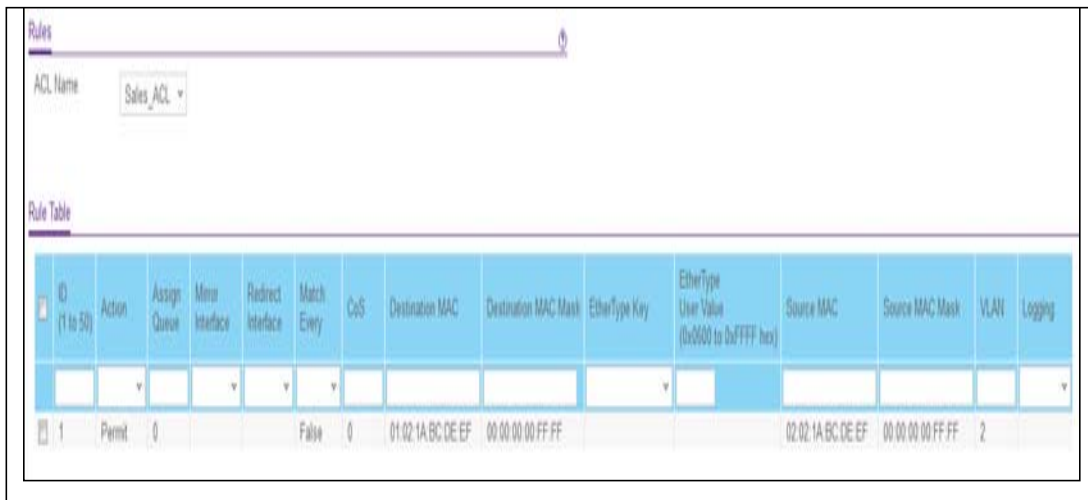 Rules
ACL Name Sales_ACL
Rule Table
ID (1 to 50) Action Assign Queue Mirror Interface Redirect Interface Match Every CoS Destination MAC Destination MAC Mask EtherType Key EtherType User Value (0x0600 to 0xFFFF hex) Source MAC Source MAC Mask VLAN Logging
1 Permit 0 False 0 01:02:1A:BC:DE:EF 00:00:00:00:FF:FF 02:02:1A:BC:DE:EF 00:00:00:00:FF:FF 2